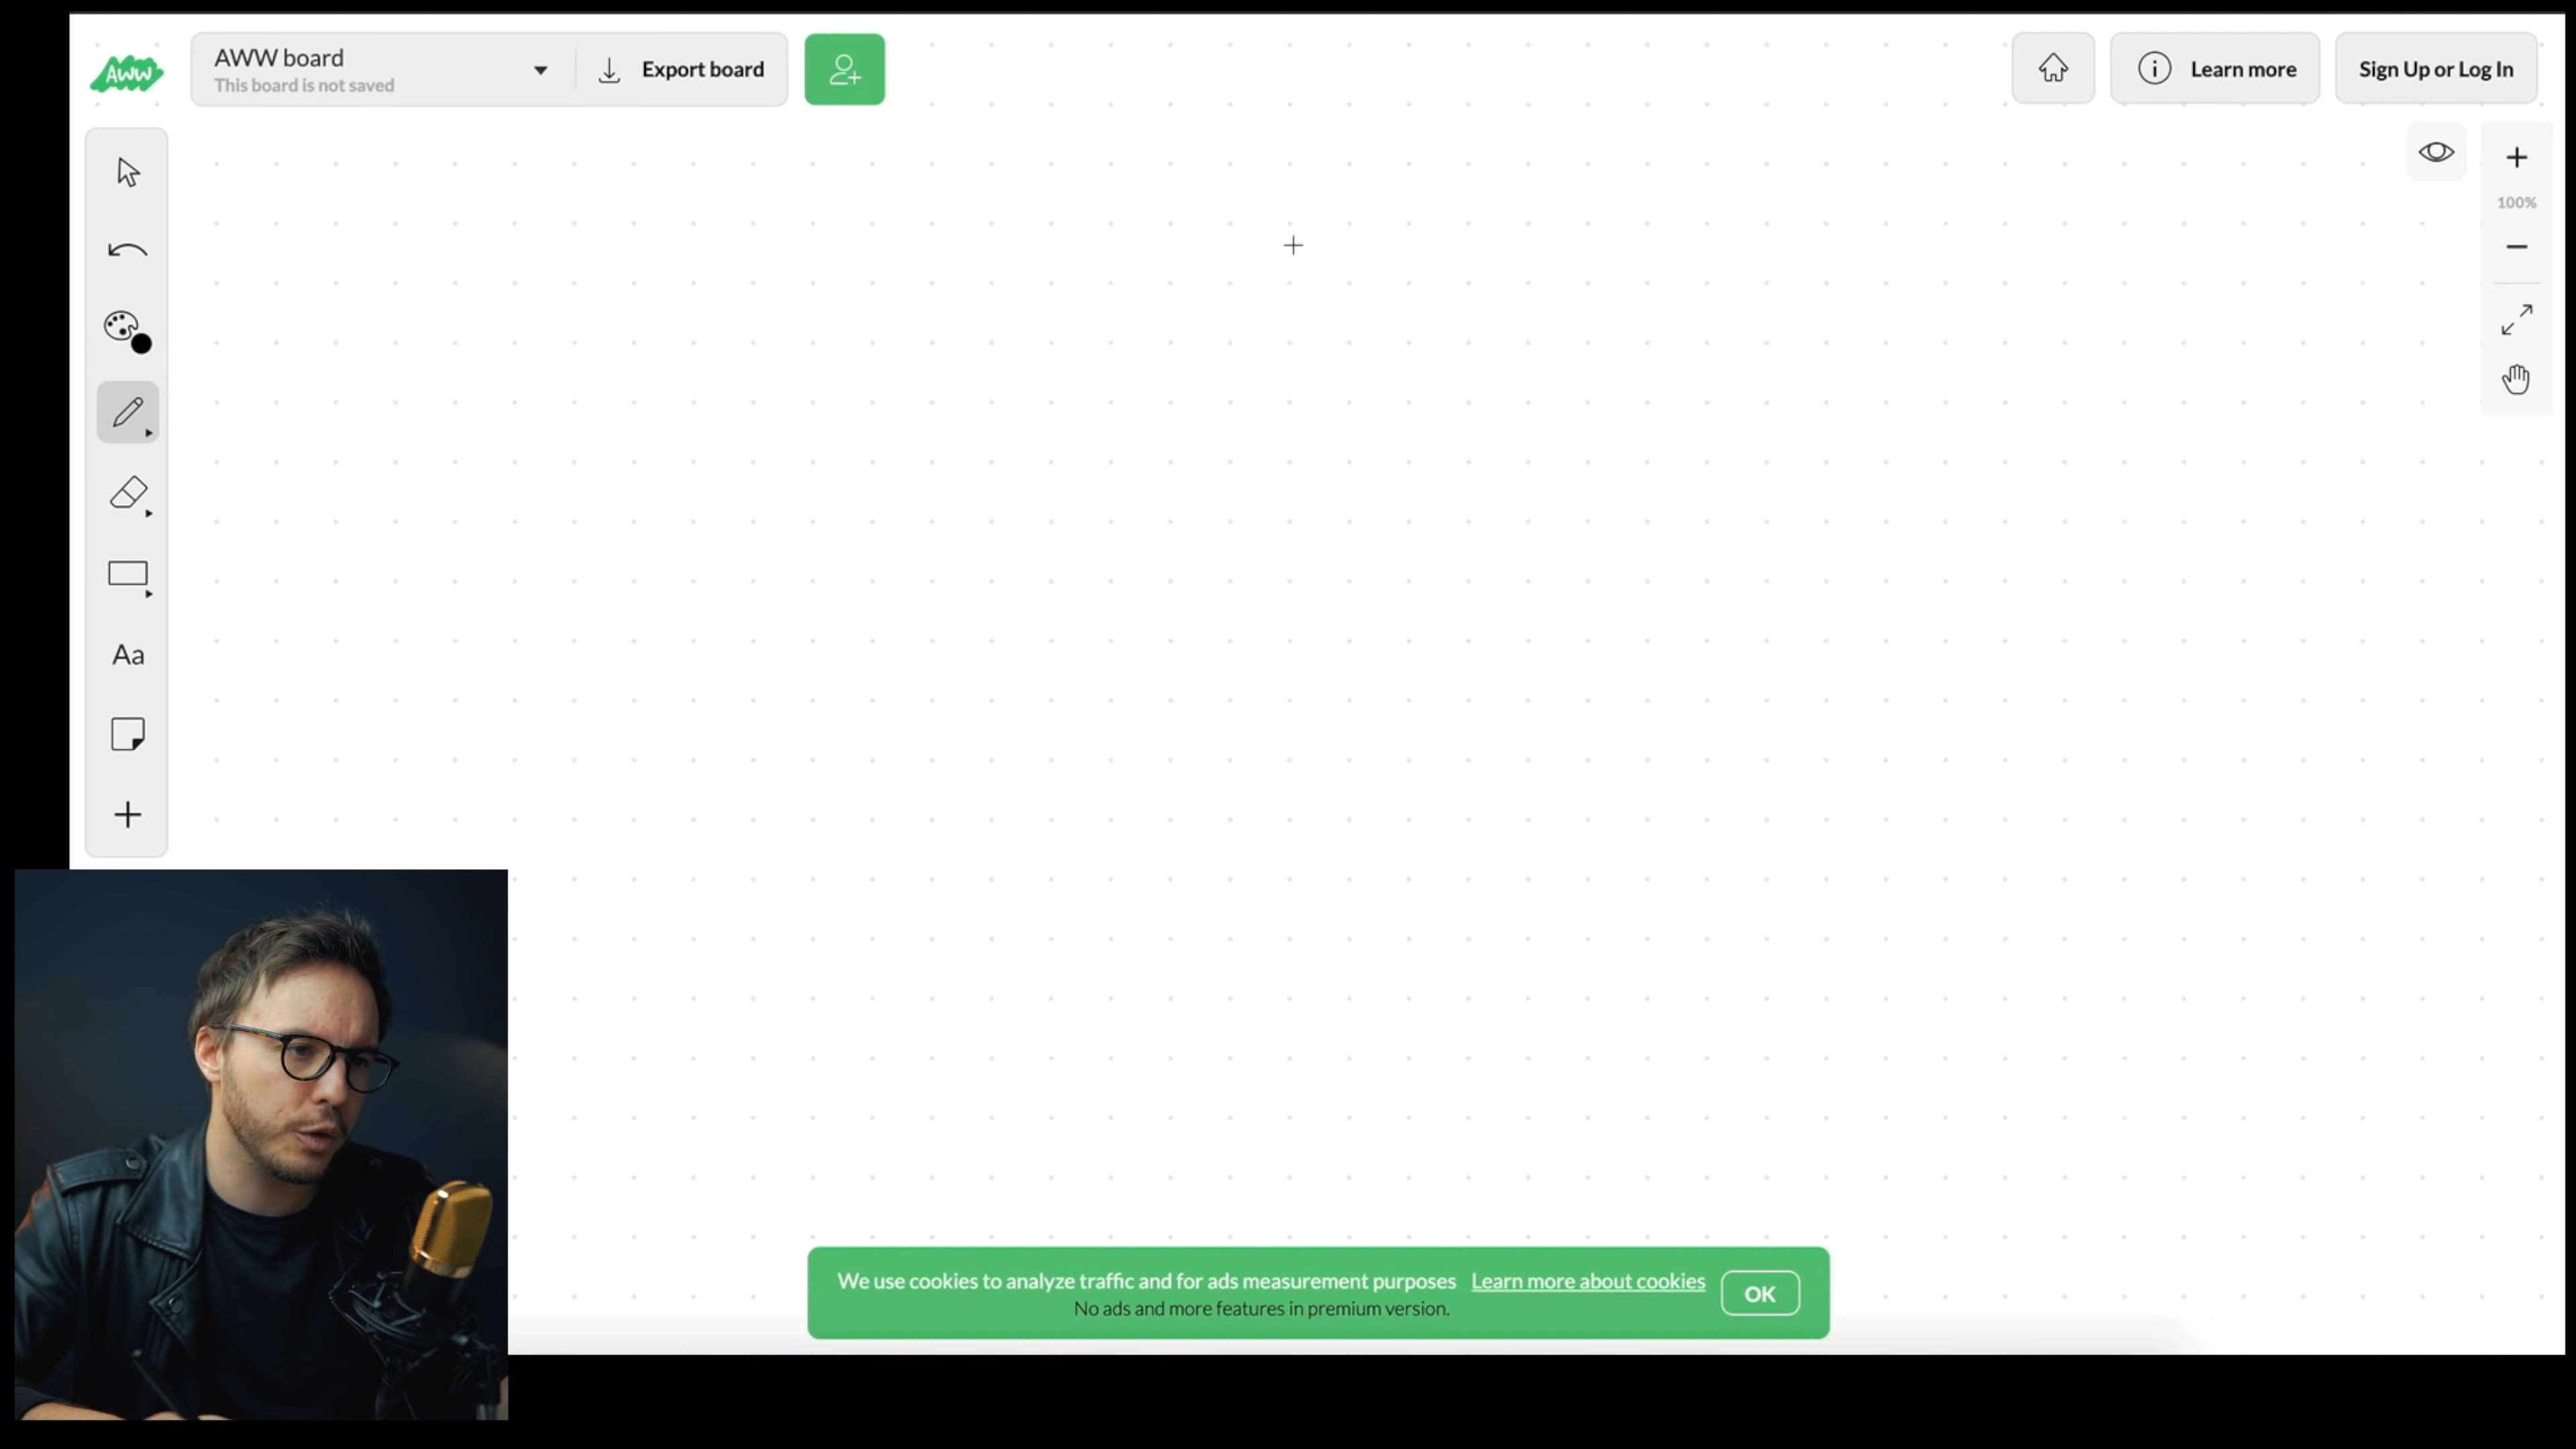 AWW
AWW board
This board is not saved
Export board
Learn more
Sign Up or Log In
100%
Aa
We use cookies to analyze traffic and for ads measurement purposes Learn more about cookies
No ads and more features in premium version.
OK